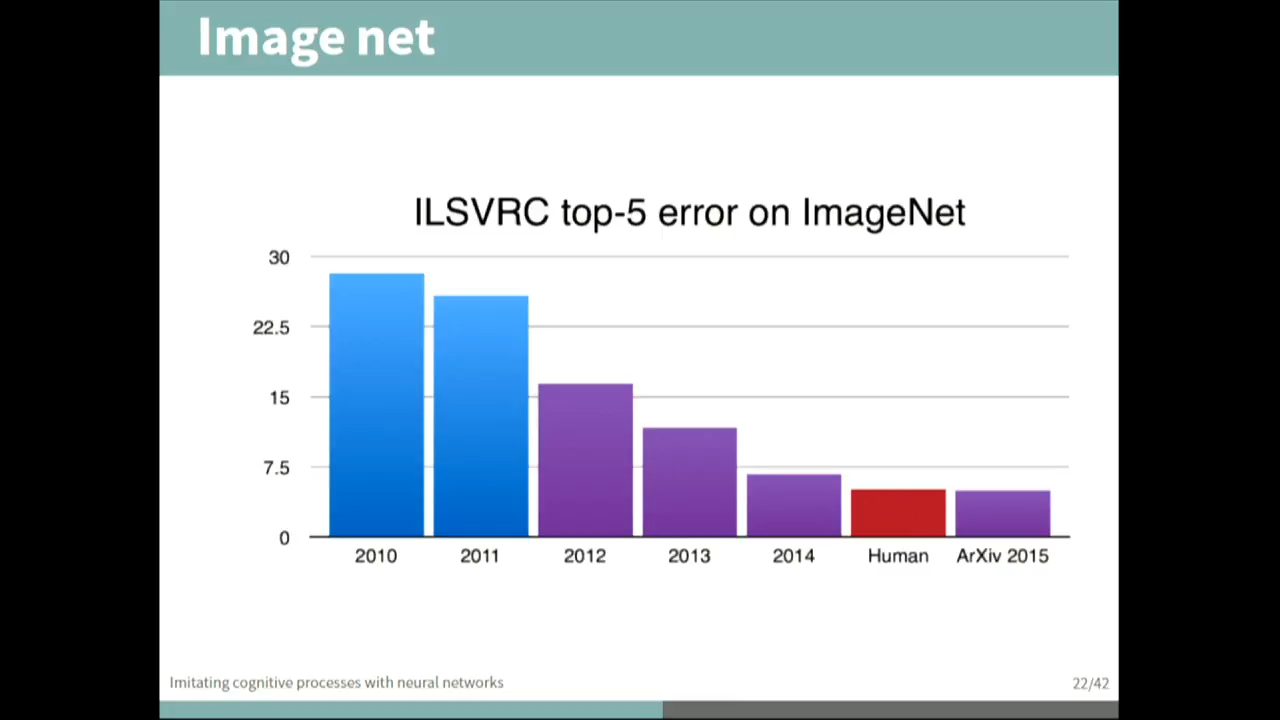 Image net
ILSVRC top-5 error on ImageNet
30
22.5
15
7.5
0
2010 2011 2012 2013 2014 Human ArXiv 2015
Imitating cognitive processes with neural networks 22/42